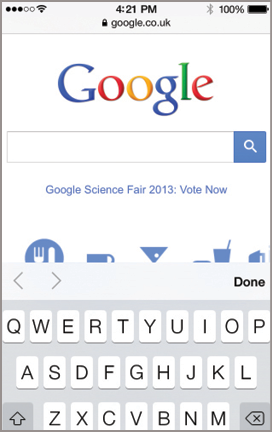 4:21 PM 100%
google.co.uk
Google
Google Science Fair 2013: Vote Now
Done
Q W E R T Y U I O P
A S D F G H J K L
Z X C V B N M